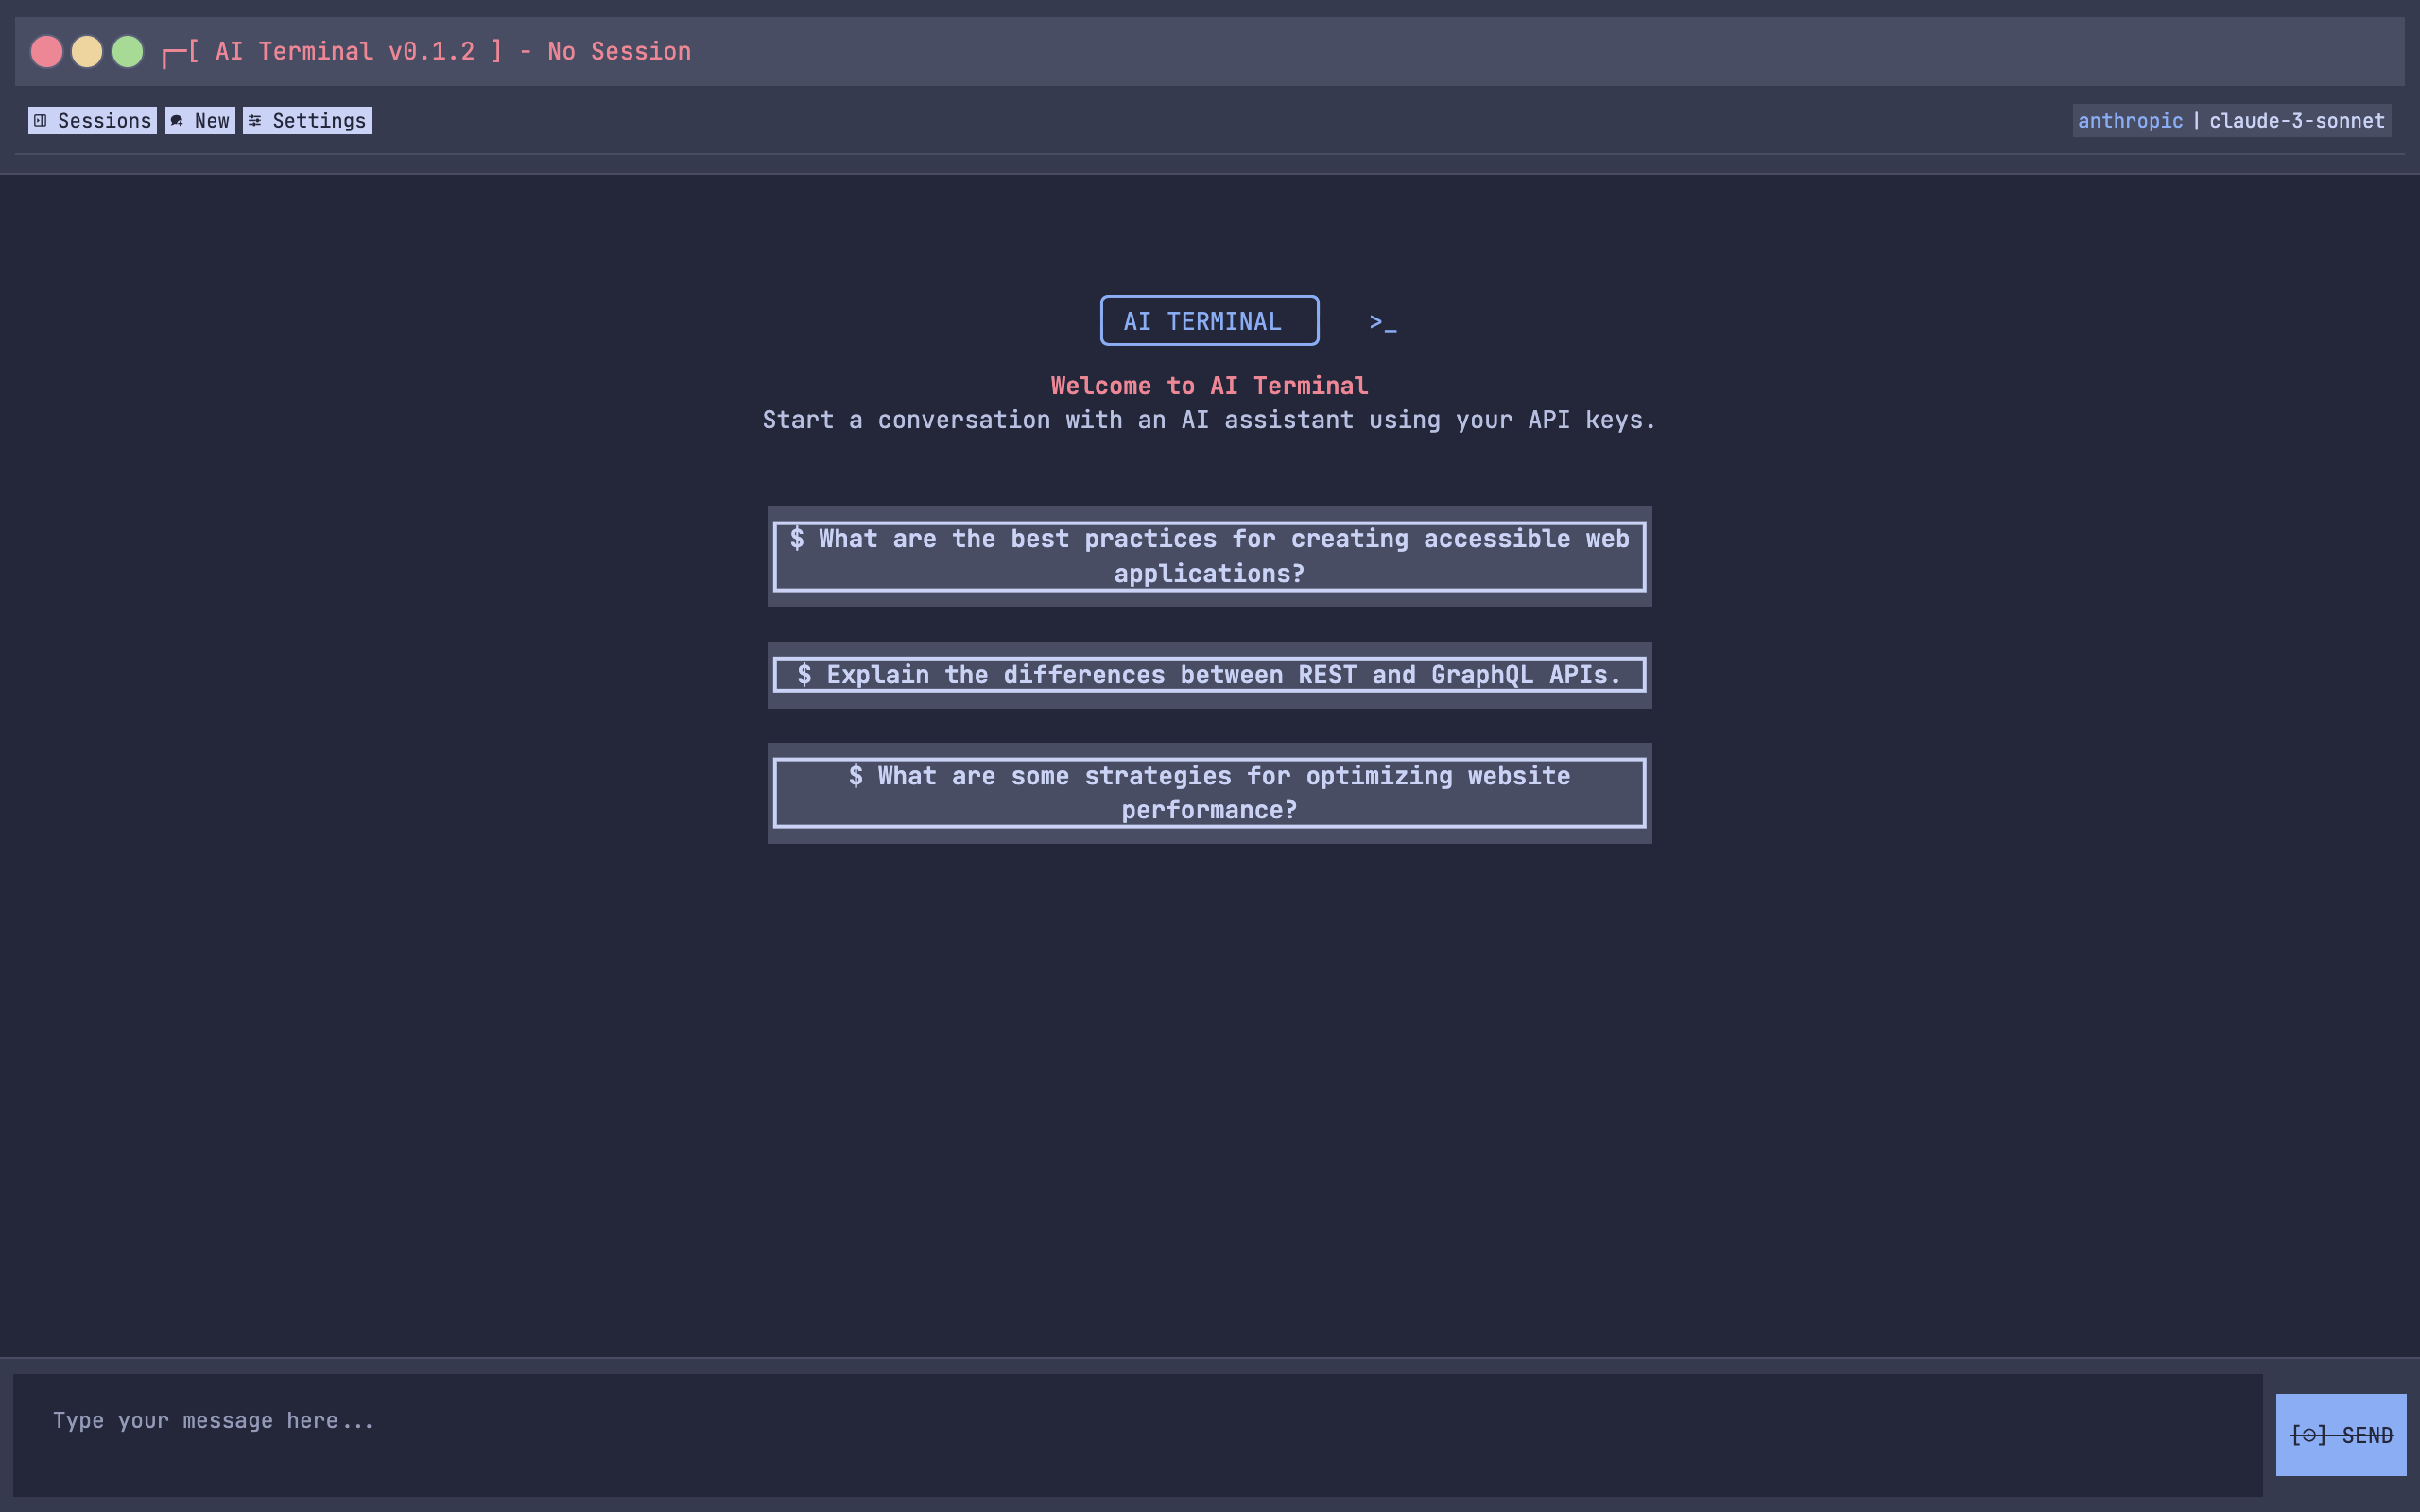 ┌─[ AI Terminal v0.1.2 ] - No Session
Sessions New Settings
anthropic | claude-3-sonnet
AI TERMINAL >_
Welcome to AI Terminal
Start a conversation with an AI assistant using your API keys.
$ What are the best practices for creating accessible web
applications?
$ Explain the differences between REST and GraphQL APIs.
$ What are some strategies for optimizing website
performance?
Type your message here...
[⊙] SEND